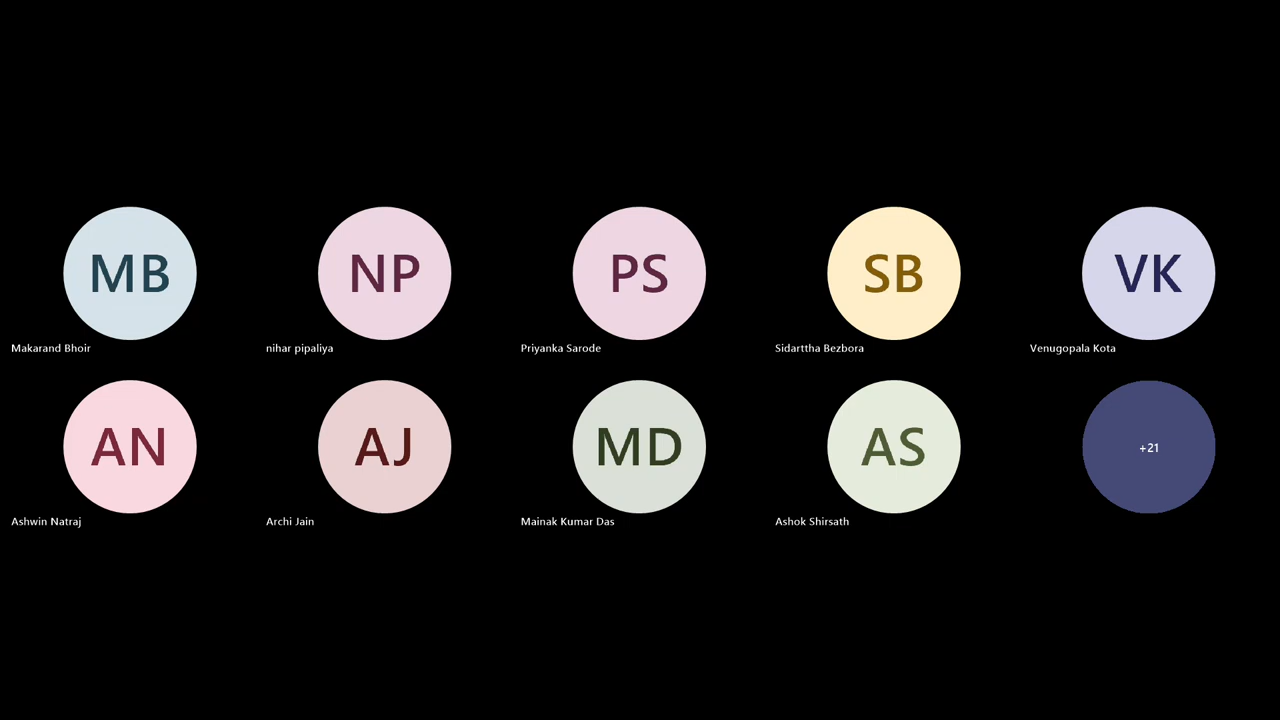 MB
NP
PS
SB
VK
Makarand Bhoir
nihar pipaliya
Priyanka Sarode
Sidarttha Bezbora
Venugopala Kota
AN
AJ
MD
AS
+21
Ashwin Natraj
Archi Jain
Mainak Kumar Das
Ashok Shirsath